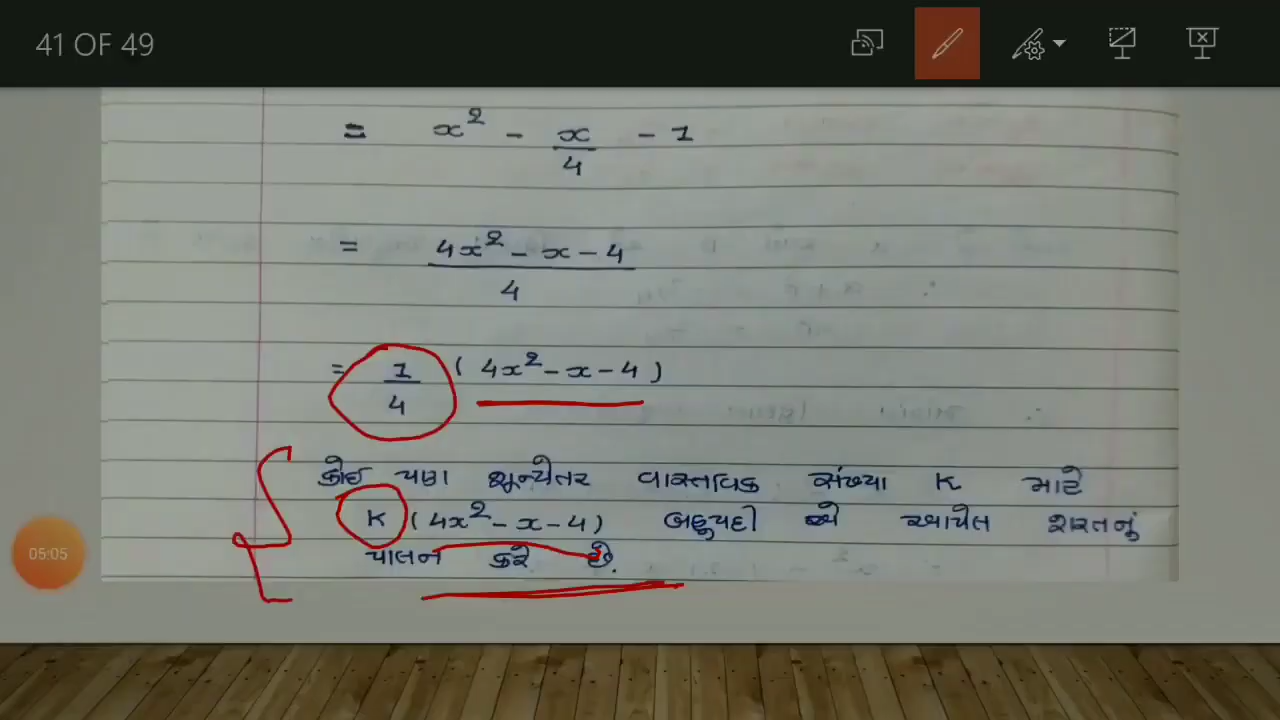 41 OF 49
= x² - x/4 - 1
= 4x² - x - 4 / 4
= 1/4 ( 4x² - x - 4 )
કોઈ પણ શૂન્યેતર વાસ્તવિક સંખ્યા K માટે
K ( 4x² - x - 4 ) બહુપદી એ આપેલ શરતનું
પાલન કરે છે.
05:05